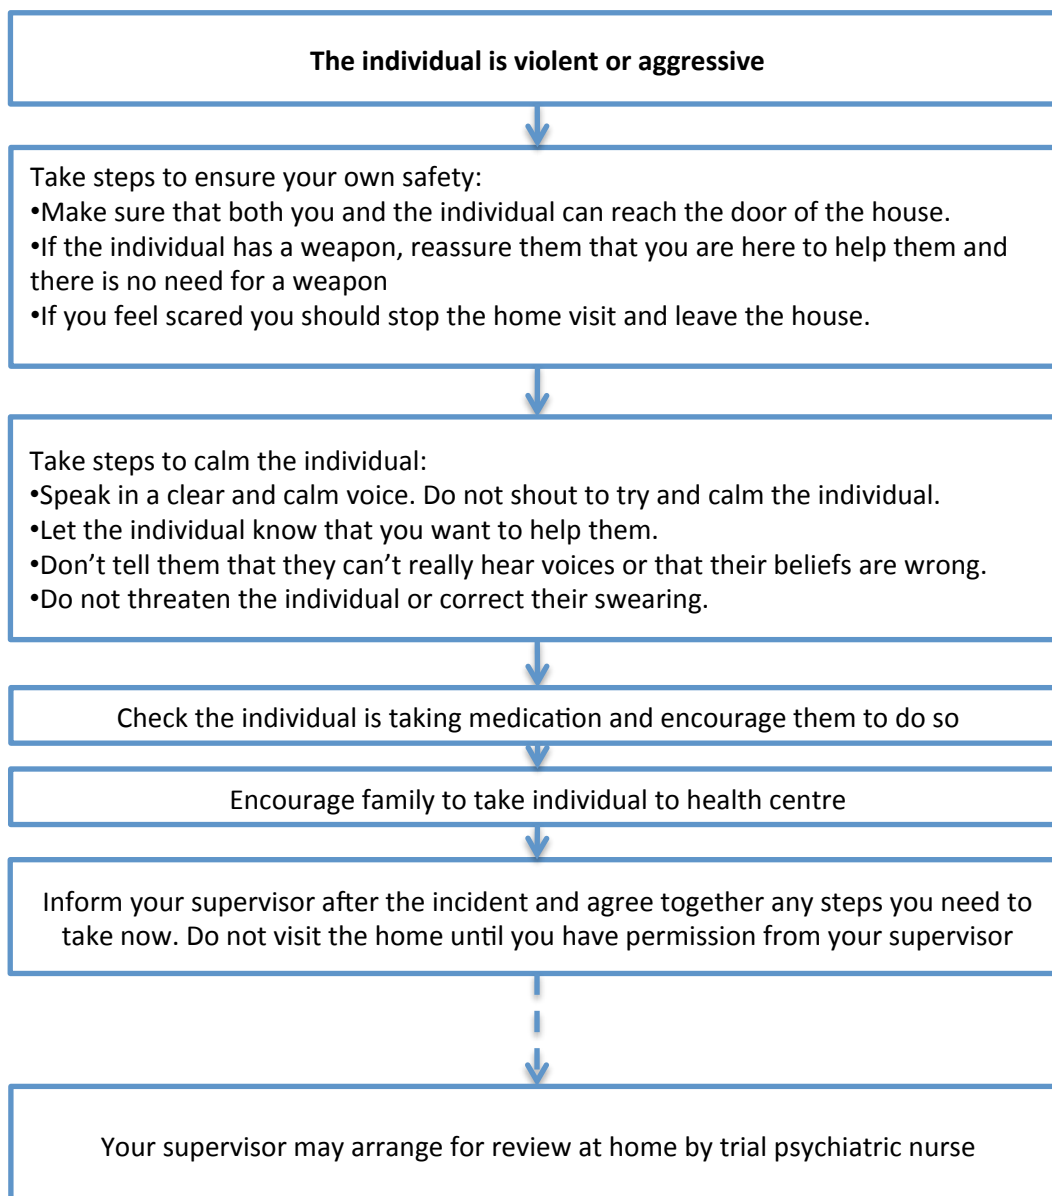 The individual is violent or aggressive
Take steps to ensure your own safety:
•Make sure that both you and the individual can reach the door of the house.
•If the individual has a weapon, reassure them that you are here to help them and
there is no need for a weapon
•If you feel scared you should stop the home visit and leave the house.
Take steps to calm the individual:
•Speak in a clear and calm voice. Do not shout to try and calm the individual.
•Let the individual know that you want to help them.
•Don’t tell them that they can’t really hear voices or that their beliefs are wrong.
•Do not threaten the individual or correct their swearing.
Check the individual is taking medication and encourage them to do so
Encourage family to take individual to health centre
Inform your supervisor after the incident and agree together any steps you need to
take now. Do not visit the home until you have permission from your supervisor
Your supervisor may arrange for review at home by trial psychiatric nurse